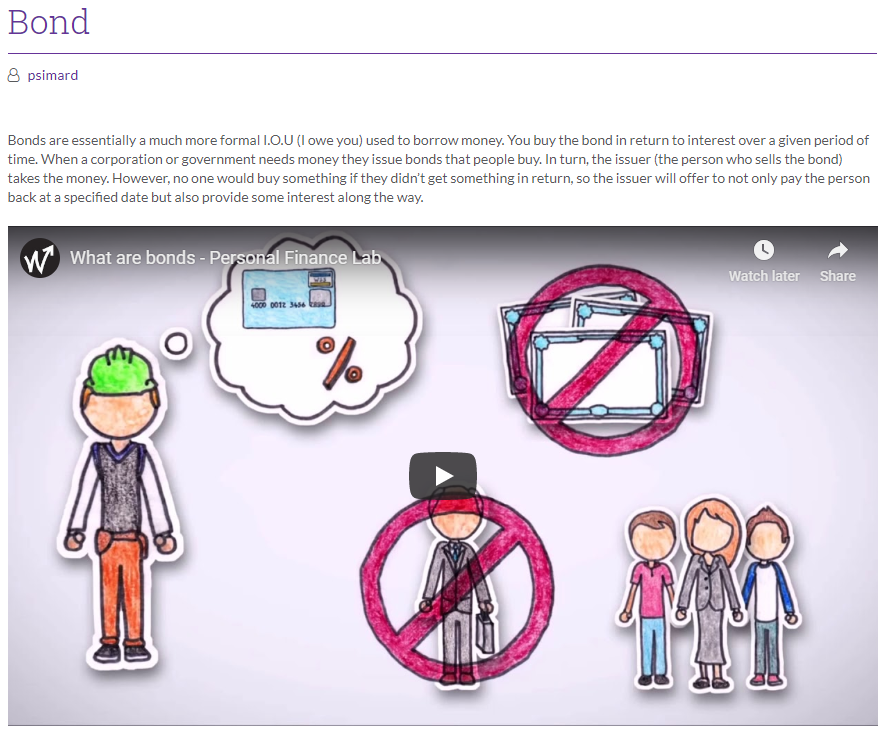 Bond
psimard
Bonds are essentially a much more formal I.O.U (I owe you) used to borrow money. You buy the bond in return to interest over a given period of
time. When a corporation or government needs money they issue bonds that people buy. In turn, the issuer (the person who sells the bond)
takes the money. However, no one would buy something if they didn't get something in return, so the issuer will offer to not only pay the person
back at a specified date but also provide some interest along the way.
What are bonds - Personal Finance Lab
Watch later
Share
4000 0012 3456
%